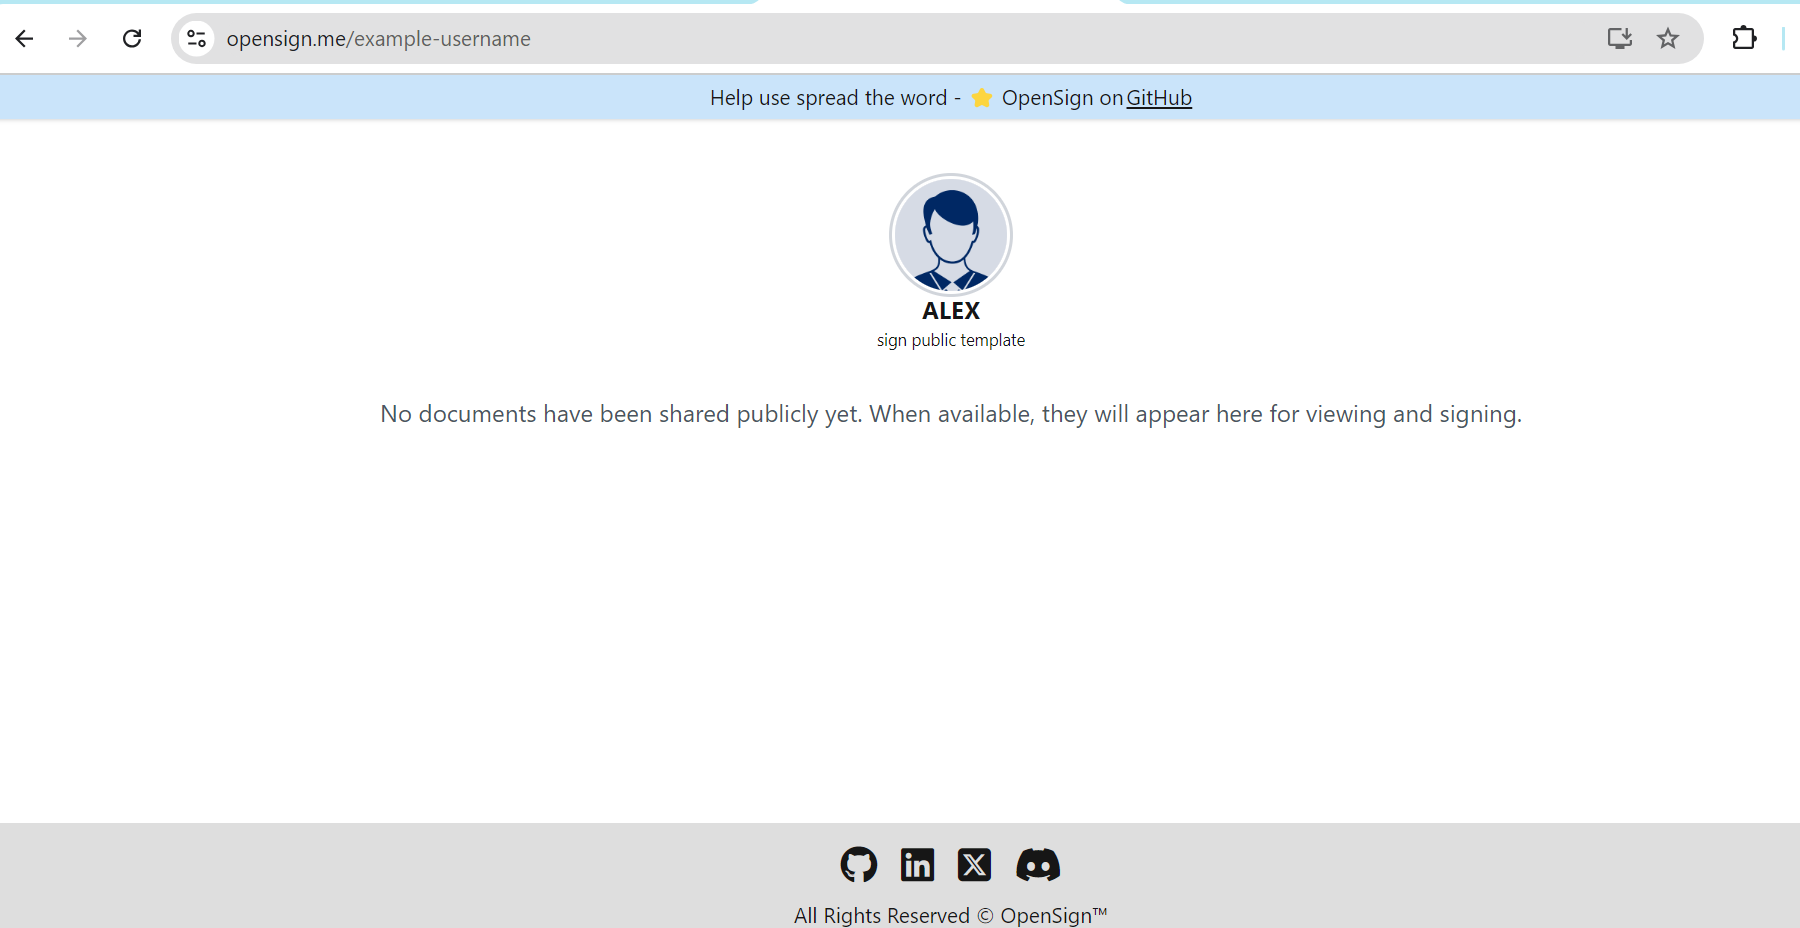 opensign.me/example-username
Help use spread the word - ⭐ OpenSign on GitHub
ALEX
sign public template
No documents have been shared publicly yet. When available, they will appear here for viewing and signing.
All Rights Reserved © OpenSign™